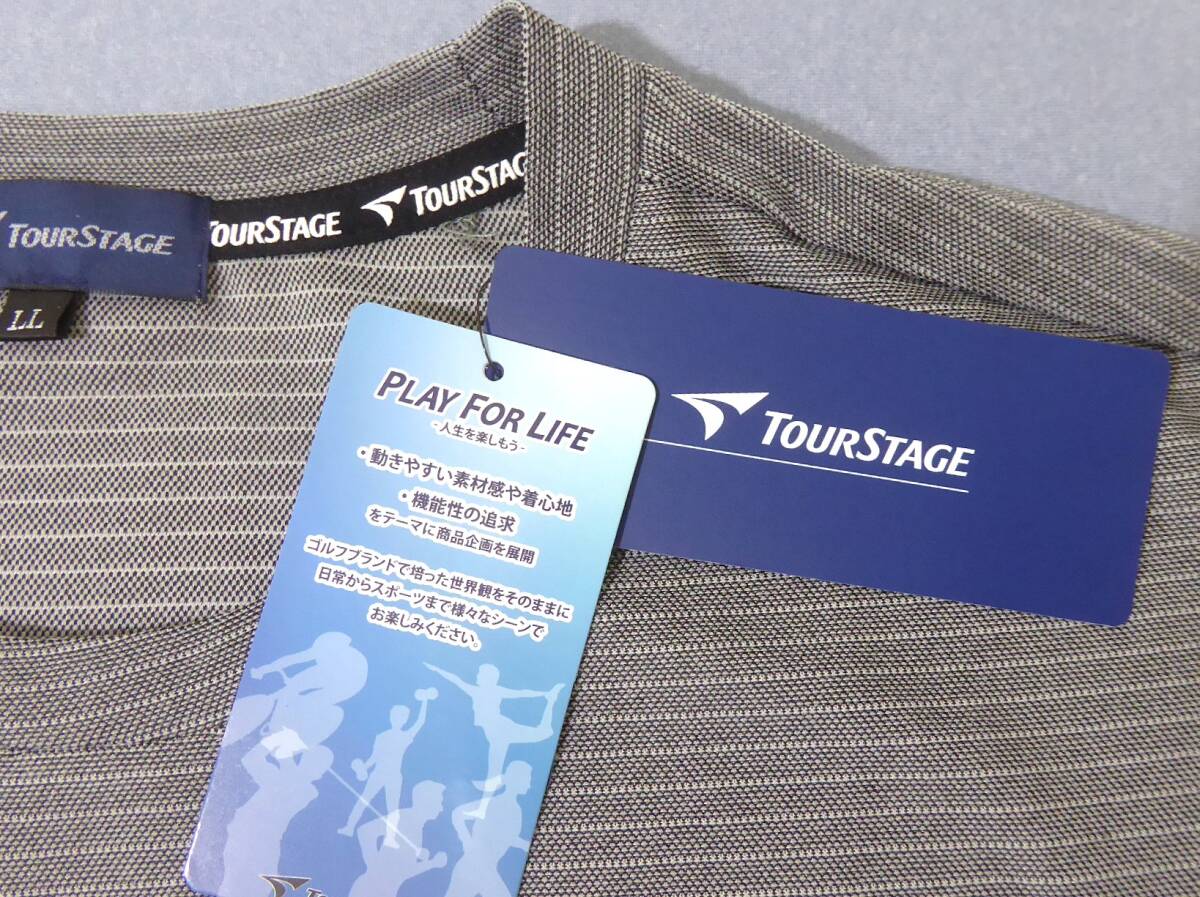 TOURSTAGE
TOURSTAGE
TOURSTAGE
LL
PLAY FOR LIFE
-人生を楽しもう-
・動きやすい素材感や着心地
・機能性の追求
をテーマに商品企画を展開
ゴルフブランドで培った世界観をそのままに
日常からスポーツまで様々なシーンで
お楽しみください。
TOURSTAGE